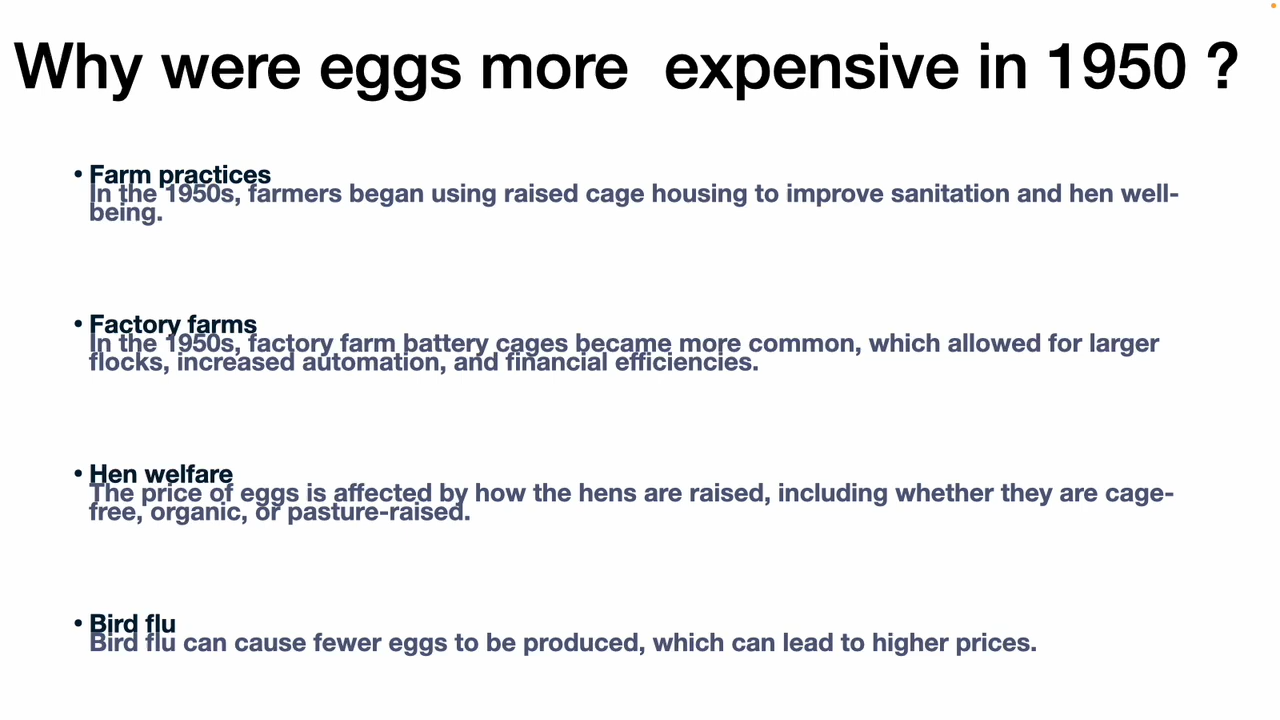 Why were eggs more  expensive in 1950 ?
• Farm practices
In the 1950s, farmers began using raised cage housing to improve sanitation and hen well-
being.
• Factory farms
In the 1950s, factory farm battery cages became more common, which allowed for larger
flocks, increased automation, and financial efficiencies.
• Hen welfare
The price of eggs is affected by how the hens are raised, including whether they are cage-
free, organic, or pasture-raised.
• Bird flu
Bird flu can cause fewer eggs to be produced, which can lead to higher prices.